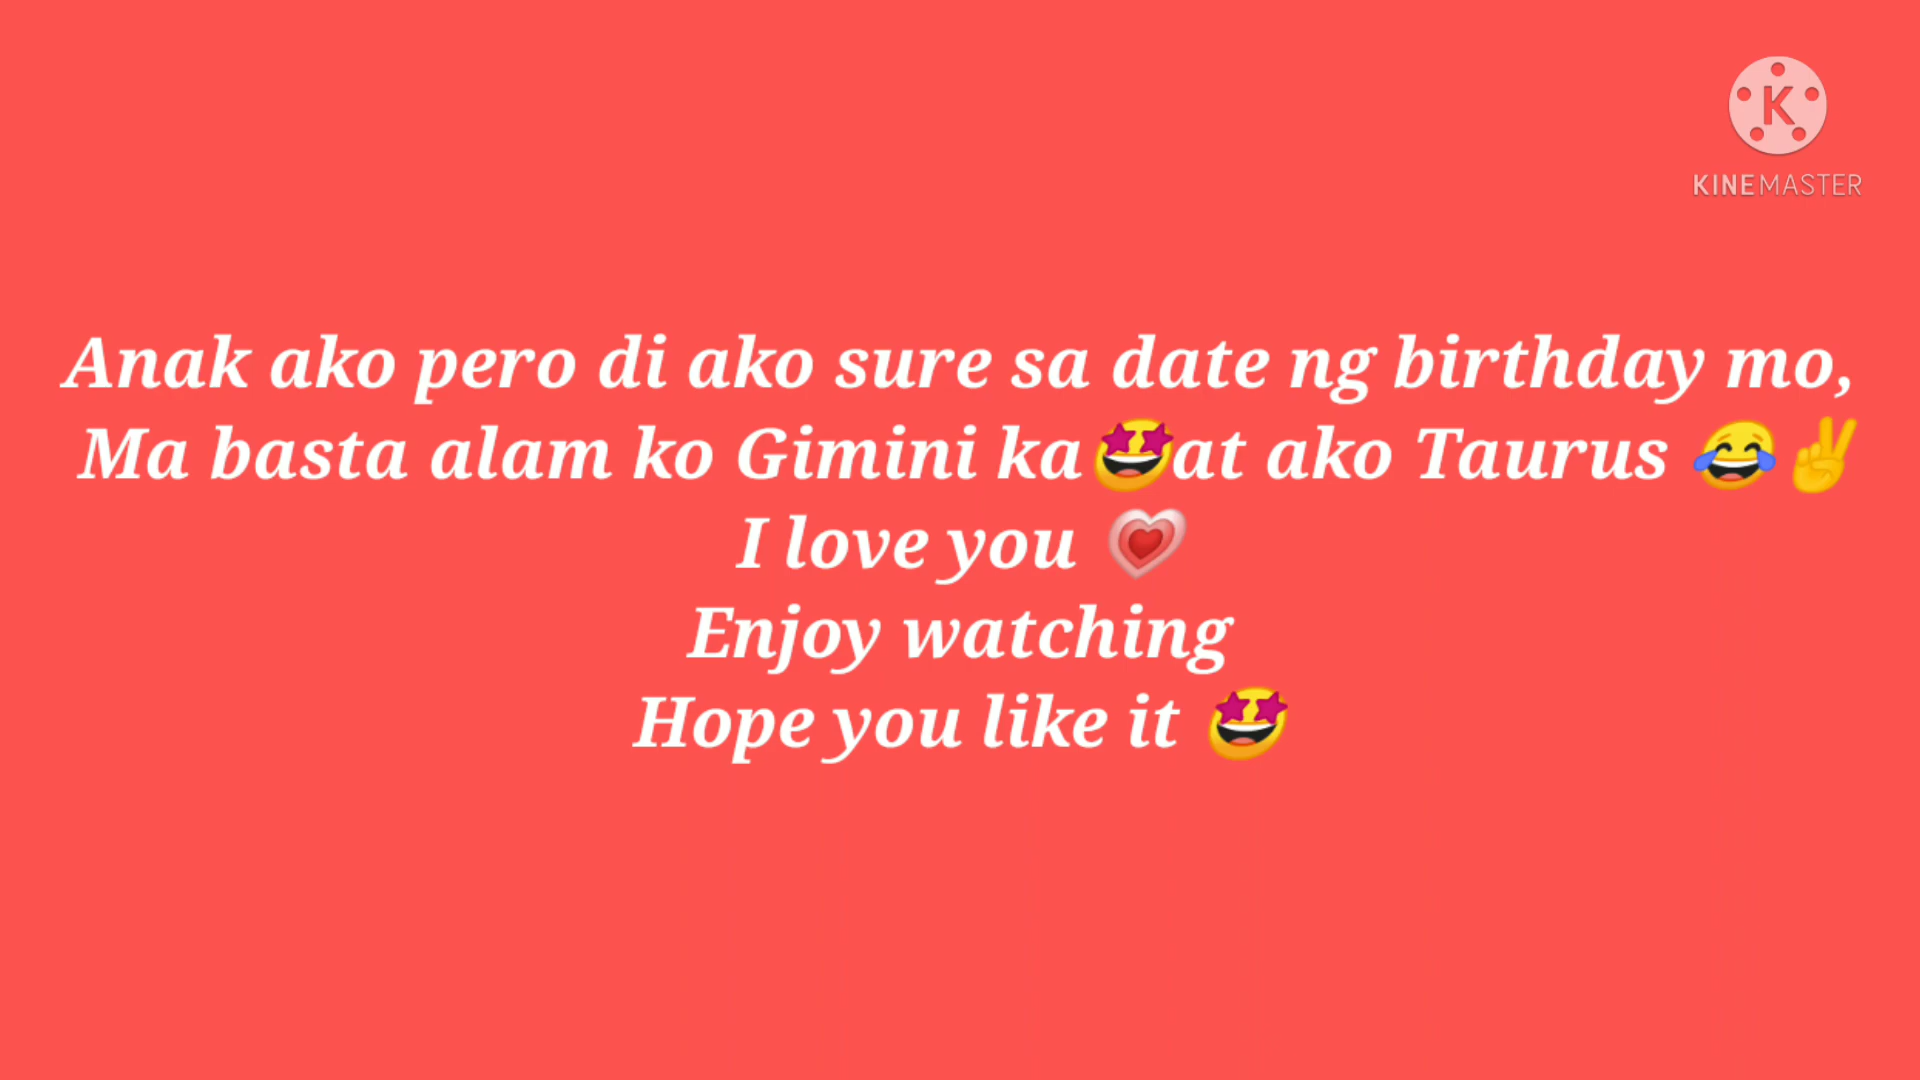 KINEMASTER
Anak ako pero di ako sure sa date ng birthday mo,
Ma basta alam ko Gimini ka🤩at ako Taurus 😂✌
I love you 💗
Enjoy watching
Hope you like it 🤩